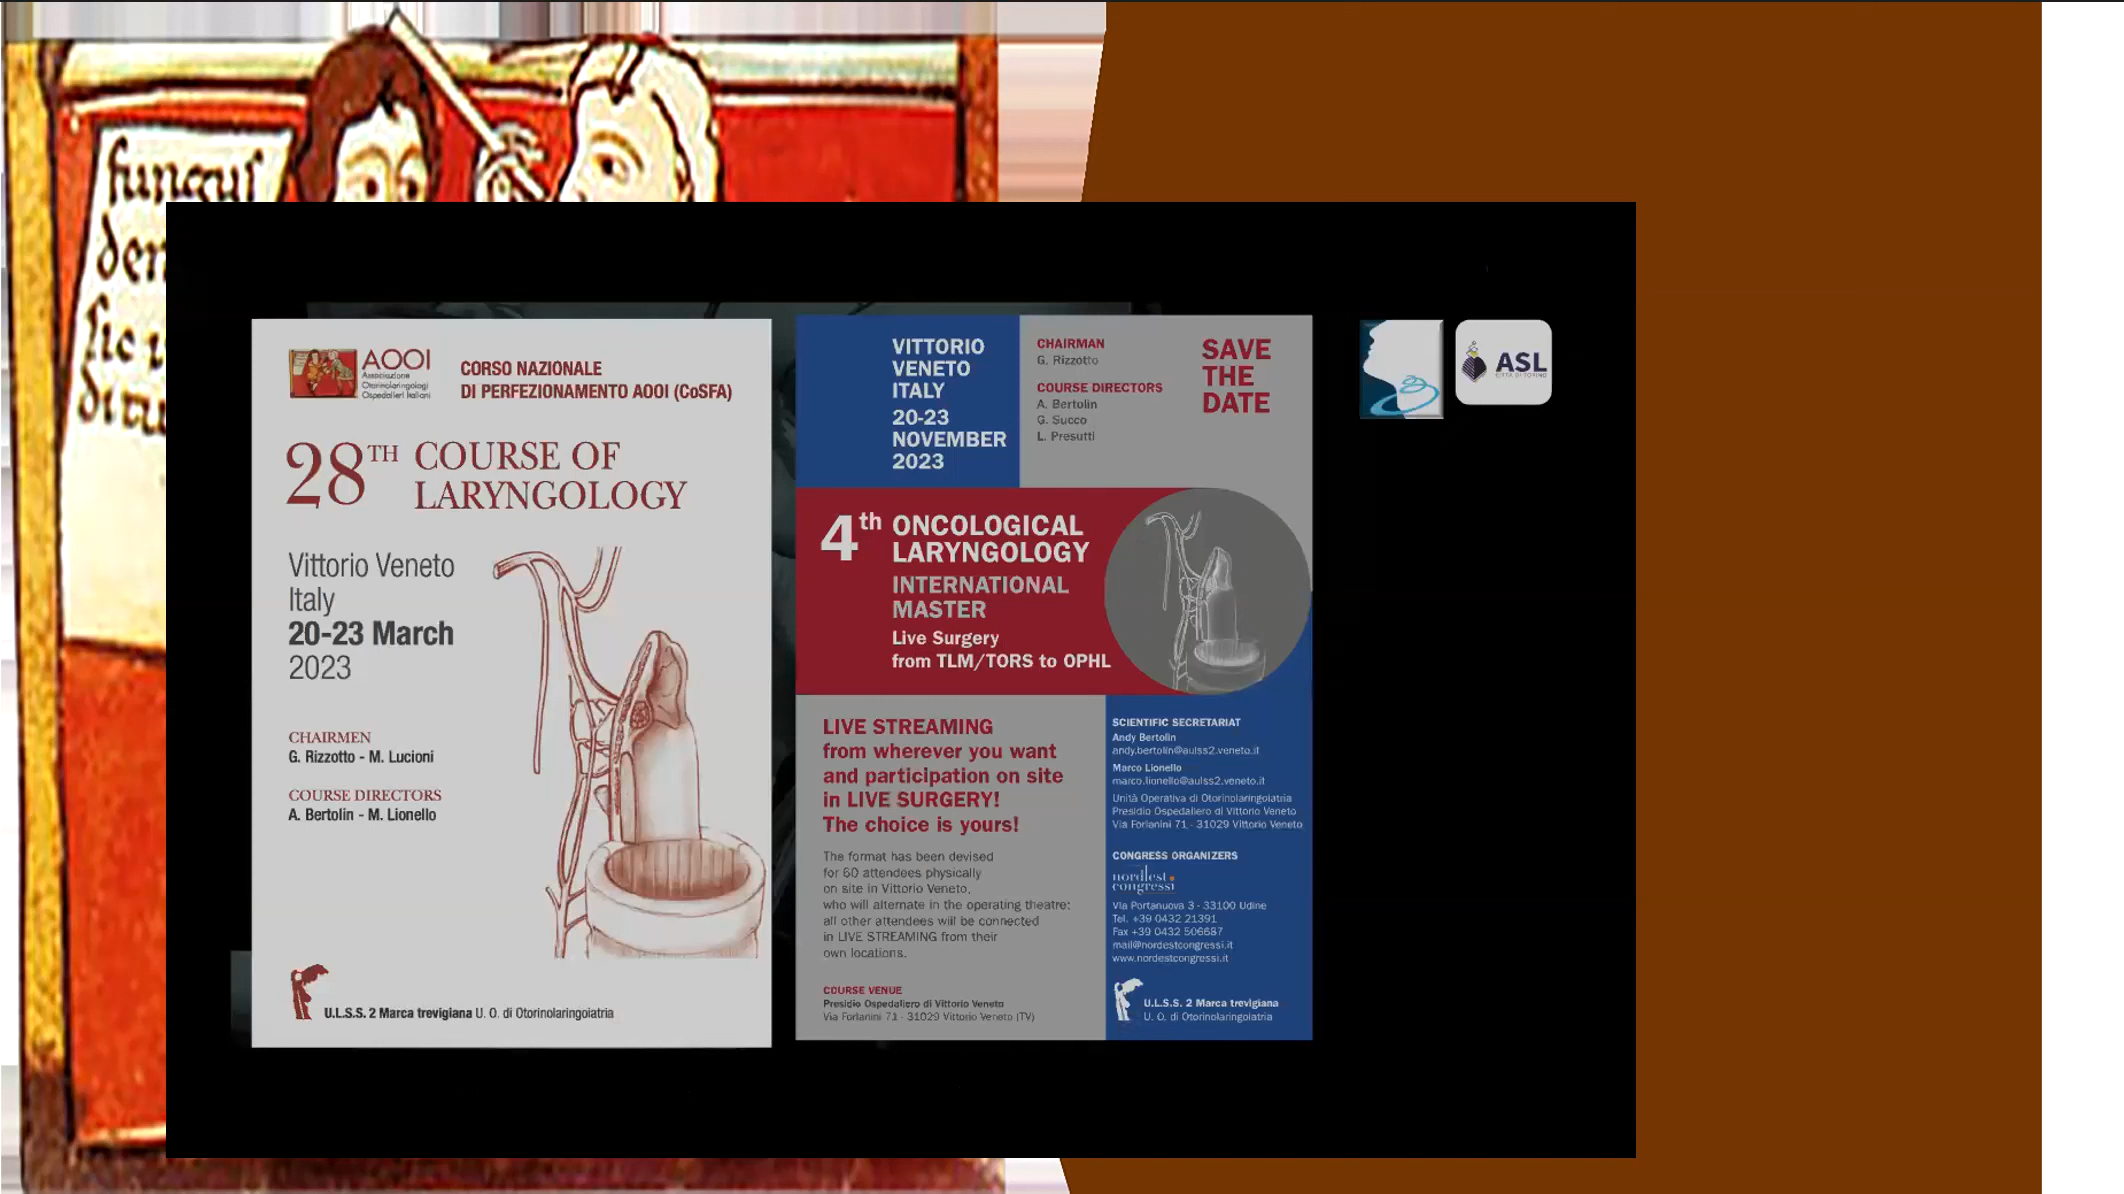 fungus
AOOI
Associazione
Otorinolaringologi
Ospedalieri Italiani
CORSO NAZIONALE
DI PERFEZIONAMENTO AOOI (CoSFA)
28TH COURSE OF
LARYNGOLOGY
Vittorio Veneto
Italy
20-23 March
2023
CHAIRMEN
G. Rizzotto - M. Lucioni
COURSE DIRECTORS
A. Bertolin - M. Lionello
U.L.S.S. 2 Marca trevigiana U. O. di Otorinolaringoiatria
VITTORIO
VENETO
ITALY
20-23
NOVEMBER
2023
CHAIRMAN
G. Rizzotto
COURSE DIRECTORS
A. Bertolin
G. Succo
L. Presutti
SAVE
THE
DATE
4th ONCOLOGICAL
LARYNGOLOGY
INTERNATIONAL
MASTER
Live Surgery
from TLM/TORS to OPHL
LIVE STREAMING
from wherever you want
and participation on site
in LIVE SURGERY!
The choice is yours!
The format has been devised
for 60 attendees physically
on site in Vittorio Veneto,
who will alternate in the operating theatre:
all other attendees will be connected
in LIVE STREAMING from their
own locations.
COURSE VENUE
Presidio Ospedaliero di Vittorio Veneto
Via Forlanini 71 - 31029 Vittorio Veneto (TV)
SCIENTIFIC SECRETARIAT
Andy Bertolin
andy.bertolin@aulss2.veneto.it
Marco Lionello
marco.lionello@aulss2.veneto.it
Unità Operativa di Otorinolaringoiatria
Presidio Ospedaliero di Vittorio Veneto
Via Forlanini 71 - 31029 Vittorio Veneto
CONGRESS ORGANIZERS
nordest
congressi
Via Portanuova 3 - 33100 Udine
Tel. +39 0432 21391
Fax +39 0432 506687
mail@nordestcongressi.it
www.nordestcongressi.it
U.L.S.S. 2 Marca trevigiana
U. O. di Otorinolaringoiatria
ASL
CITTÀ DI TORINO